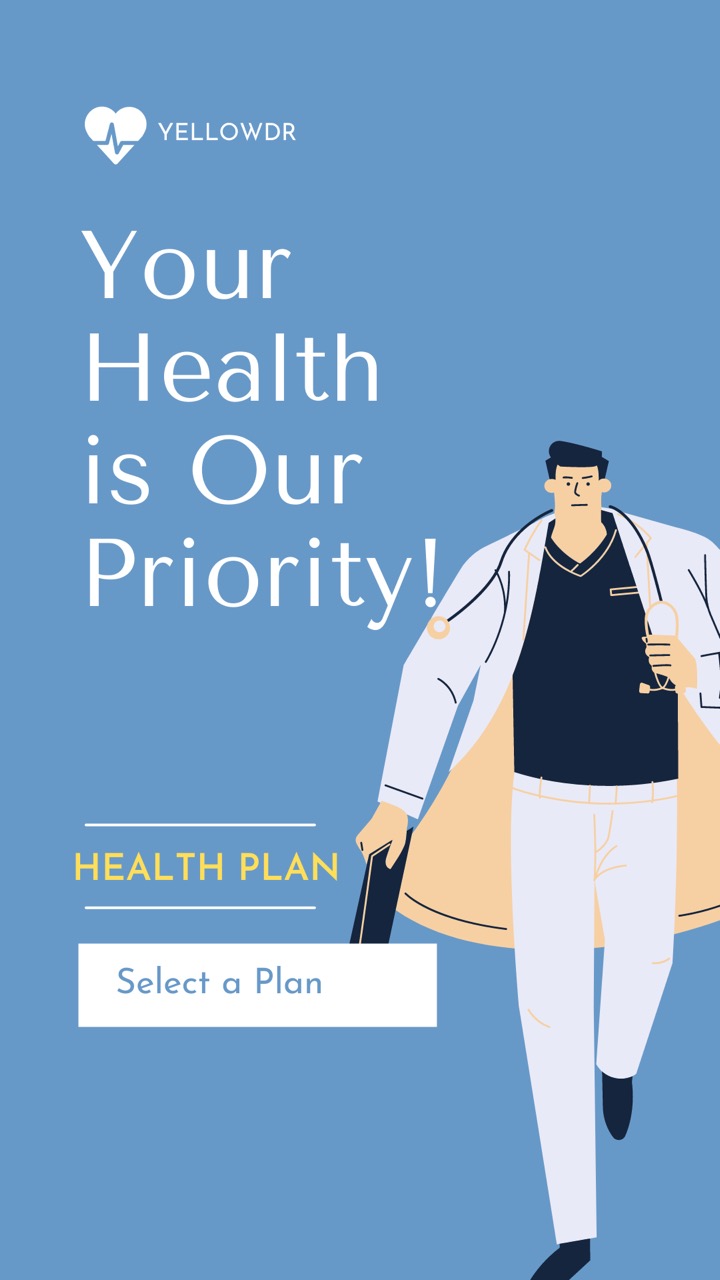 YELLOWDR
Your
Health
is Our
Priority!
HEALTH PLAN
Select a Plan